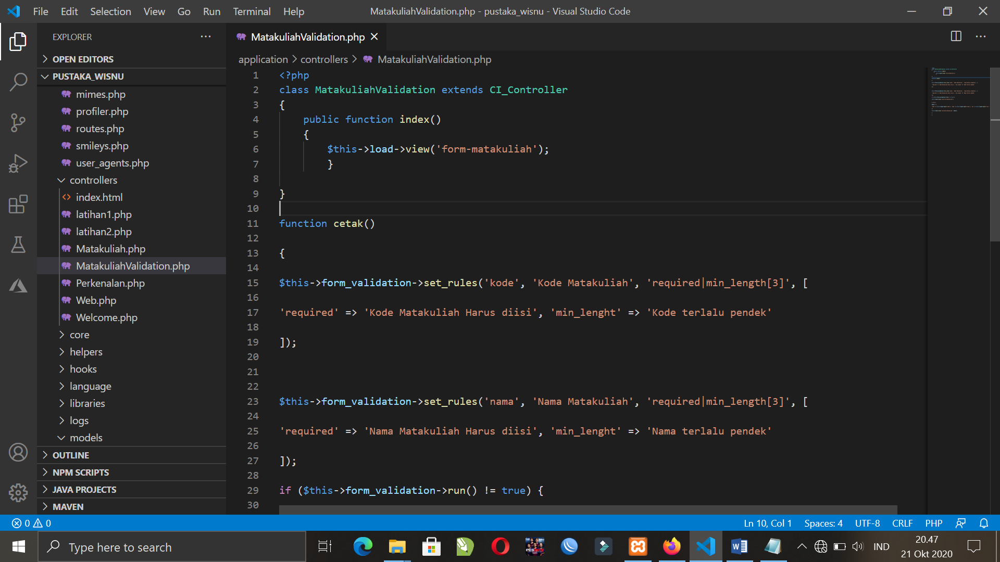 File Edit Selection View Go Run Terminal Help
MatakuliahValidation.php - pustaka_wisnu - Visual Studio Code
EXPLORER
OPEN EDITORS
PUSTAKA_WISNU
mimes.php
profiler.php
routes.php
smileys.php
user_agents.php
controllers
index.html
latihan1.php
latihan2.php
Matakuliah.php
MatakuliahValidation.php
Perkenalan.php
Web.php
Welcome.php
core
helpers
hooks
language
libraries
logs
models
OUTLINE
NPM SCRIPTS
JAVA PROJECTS
MAVEN
MatakuliahValidation.php
application > controllers > MatakuliahValidation.php
1 <?php
2 class MatakuliahValidation extends CI_Controller
3 {
4 public function index()
5 {
6 $this->load->view('form-matakuliah');
7 }
8
9 }
10
11 function cetak()
12
13 {
14
15 $this->form_validation->set_rules('kode', 'Kode Matakuliah', 'required|min_length[3]', [
16
17 'required' => 'Kode Matakuliah Harus diisi', 'min_lenght' => 'Kode terlalu pendek'
18
19 ]);
20
21
22
23 $this->form_validation->set_rules('nama', 'Nama Matakuliah', 'required|min_length[3]', [
24
25 'required' => 'Nama Matakuliah Harus diisi', 'min_lenght' => 'Nama terlalu pendek'
26
27 ]);
28
29 if ($this->form_validation->run() != true) {
30
0 0
Ln 10, Col 1 Spaces: 4 UTF-8 CRLF PHP
Type here to search
IND
20.47
21 Okt 2020